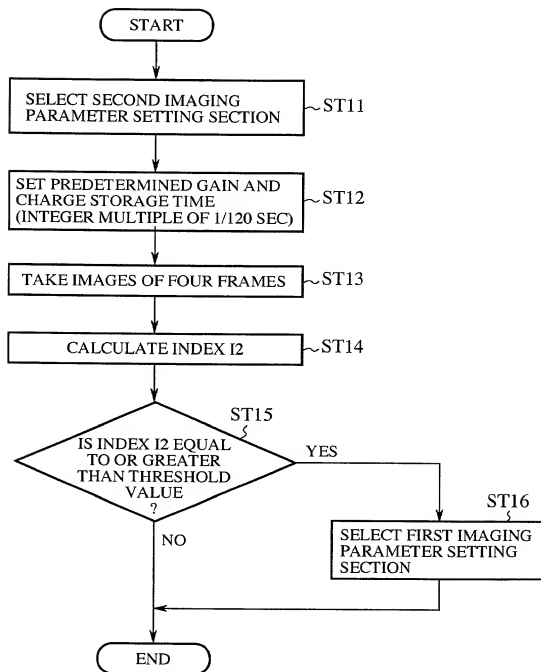 START
SELECT SECOND IMAGING
PARAMETER SETTING SECTION
ST11
SET PREDETERMINED GAIN AND
CHARGE STORAGE TIME
(INTEGER MULTIPLE OF 1/120 SEC)
ST12
TAKE IMAGES OF FOUR FRAMES
ST13
CALCULATE INDEX I2
ST14
ST15
IS INDEX I2 EQUAL
TO OR GREATER
THAN THRESHOLD
VALUE
?
YES
NO
ST16
SELECT FIRST IMAGING
PARAMETER SETTING
SECTION
END